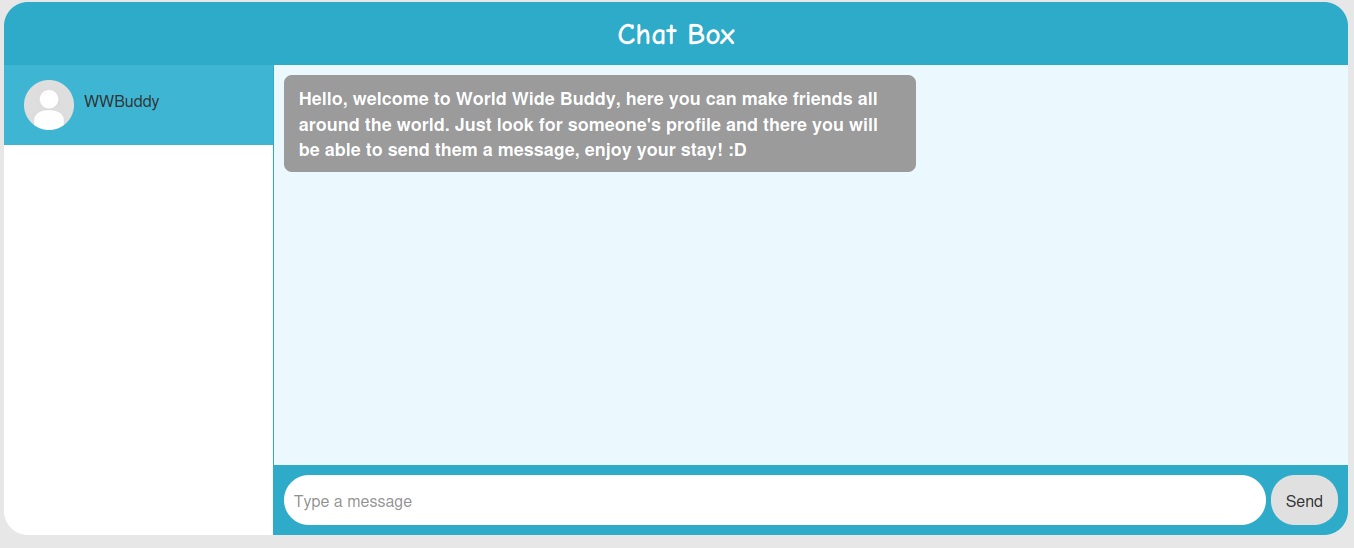 Chat Box
WWBuddy
Hello, welcome to World Wide Buddy, here you can make friends all
around the world. Just look for someone's profile and there you will
be able to send them a message, enjoy your stay! :D
Type a message
Send